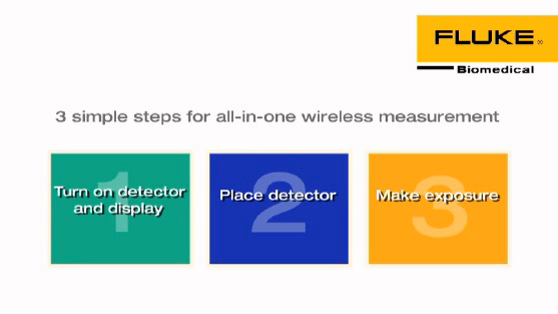 FLUKE®
Biomedical
3 simple steps for all-in-one wireless measurement
1
Turn on detector
and display
2
Place detector
3
Make exposure